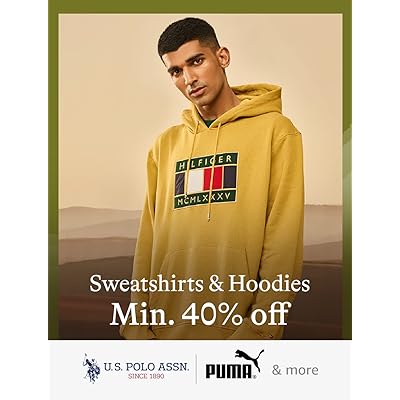 HILFIGER
MCMLXXXV
Sweatshirts & Hoodies
Min. 40% off
U.S. POLO ASSN.
SINCE 1890
PUMA
& more